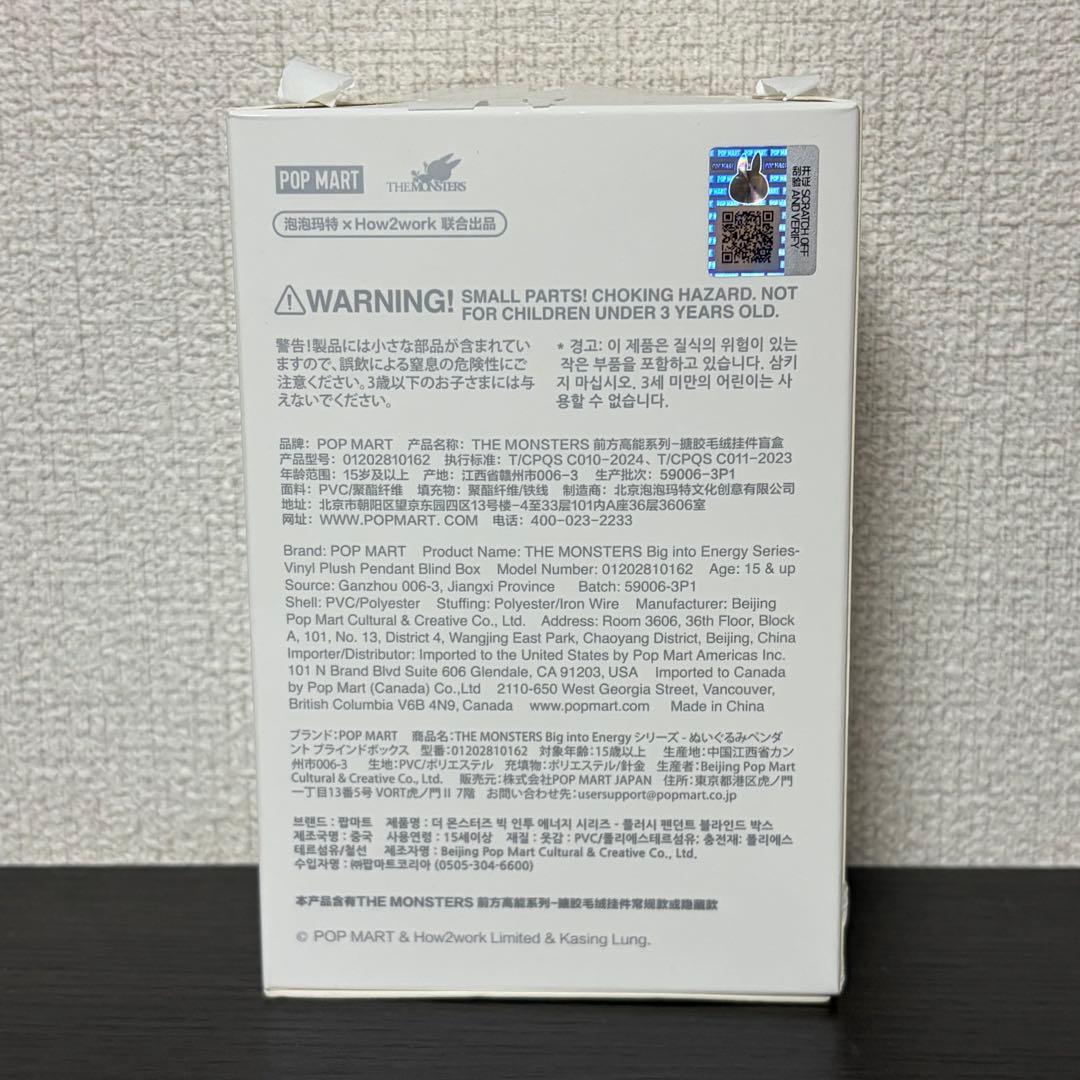 POP MART
THE MONSTERS
泡泡玛特 × How2work 联合出品
POP MART
开浧 SCRATCH OFF
刮验 AND VERIFY
WARNING! SMALL PARTS! CHOKING HAZARD. NOT
FOR CHILDREN UNDER 3 YEARS OLD.
警告!製品には小さな部品が含まれてい
ますので、誤飲による窒息の危険性にご
注意ください。3歳以下のお子さまには与
えないでください。
* 경고: 이 제품은 질식의 위험이 있는
작은 부품을 포함하고 있습니다. 삼키
지 마십시오. 3세 미만의 어린이는 사
용할 수 없습니다.
品牌: POP MART 产品名称: THE MONSTERS 前方高能系列-搪胶毛绒挂件盲盒
产品型号: 01202810162 执行标准: T/CPQS C010-2024、T/CPQS C011-2023
年龄范围: 15岁及以上 产地: 江西省赣州市006-3 生产批次: 59006-3P1
面料: PVC/聚酯纤维 填充物: 聚酯纤维/铁线 制造商: 北京泡泡玛特文化创意有限公司
地址: 北京市朝阳区望京东园四区13号楼-4至33层101内A座36层3606室
网址: WWW.POPMART. COM 电话: 400-023-2233
Brand: POP MART Product Name: THE MONSTERS Big into Energy Series-
Vinyl Plush Pendant Blind Box Model Number: 01202810162 Age: 15 & up
Source: Ganzhou 006-3, Jiangxi Province Batch: 59006-3P1
Shell: PVC/Polyester Stuffing: Polyester/Iron Wire Manufacturer: Beijing
Pop Mart Cultural & Creative Co., Ltd. Address: Room 3606, 36th Floor, Block
A, 101, No. 13, District 4, Wangjing East Park, Chaoyang District, Beijing, China
Importer/Distributor: Imported to the United States by Pop Mart Americas Inc.
101 N Brand Blvd Suite 606 Glendale, CA 91203, USA Imported to Canada
by Pop Mart (Canada) Co.,Ltd 2110-650 West Georgia Street, Vancouver,
British Columbia V6B 4N9, Canada www.popmart.com Made in China
ブランド:POP MART 商品名:THE MONSTERS Big into Energy シリーズ - ぬいぐるみペンダ
ント ブラインドボックス 型番:01202810162 対象年齢:15歳以上 生産地:中国江西省カン
州市006-3 生地:PVC/ポリエステル 充填物:ポリエステル/針金 生産者:Beijing Pop Mart
Cultural & Creative Co., Ltd. 販売元:株式会社POP MART JAPAN 住所:東京都港区虎ノ門
一丁目13番5号 VORT虎ノ門Ⅱ 7階 お問い合わせ先:usersupport@popmart.co.jp
브랜드 : 팝마트 제품명 : 더 몬스터즈 빅 인투 에너지 시리즈 - 플러시 펜던트 블라인드 박스
제조국명 : 중국 사용연령 : 15세이상 재질 : 옷감 : PVC/폴리에스테르섬유; 충전재: 폴리에스
테르섬유/철선 제조자명 : Beijing Pop Mart Cultural & Creative Co., Ltd.
수입자명 : ㈜팝마트코리아 (0505-304-6600)
本产品含有THE MONSTERS 前方高能系列-搪胶毛绒挂件常规款或隐藏款
© POP MART & How2work Limited & Kasing Lung.